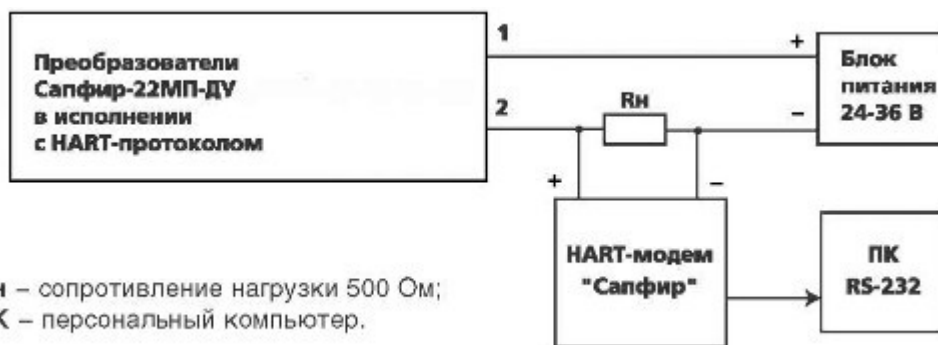 Преобразователи
Сапфир-22МП-ДУ
в исполнении
с HART-протоколом
1
2
Rн
+
–
Блок
питания
24-36 В
+
–
HART-модем
"Сапфир"
ПК
RS-232
н – сопротивление нагрузки 500 Ом;
К – персональный компьютер.